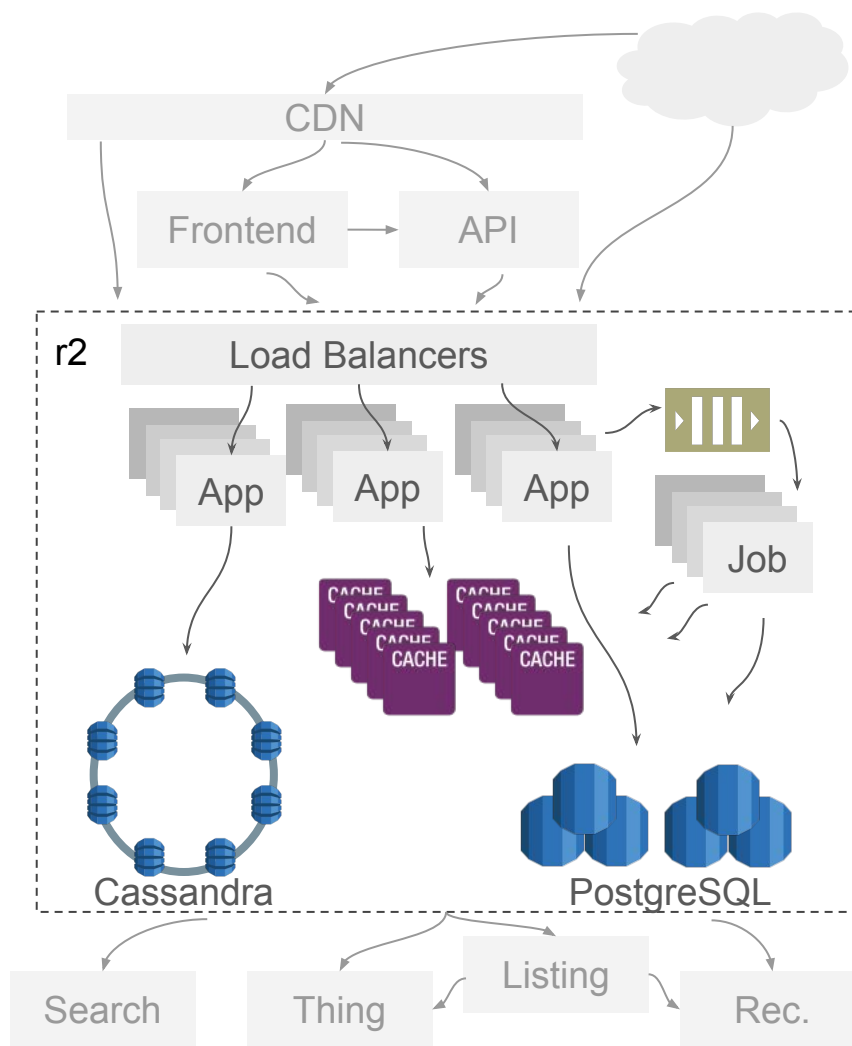 CDN
Frontend
API
r2
Load Balancers
App
App
App
Job
CACHE
CACHE
CACHE
CACHE
CACHE
CACHE
CACHE
CACHE
CACHE
CACHE
Cassandra
PostgreSQL
Listing
Search
Thing
Rec.